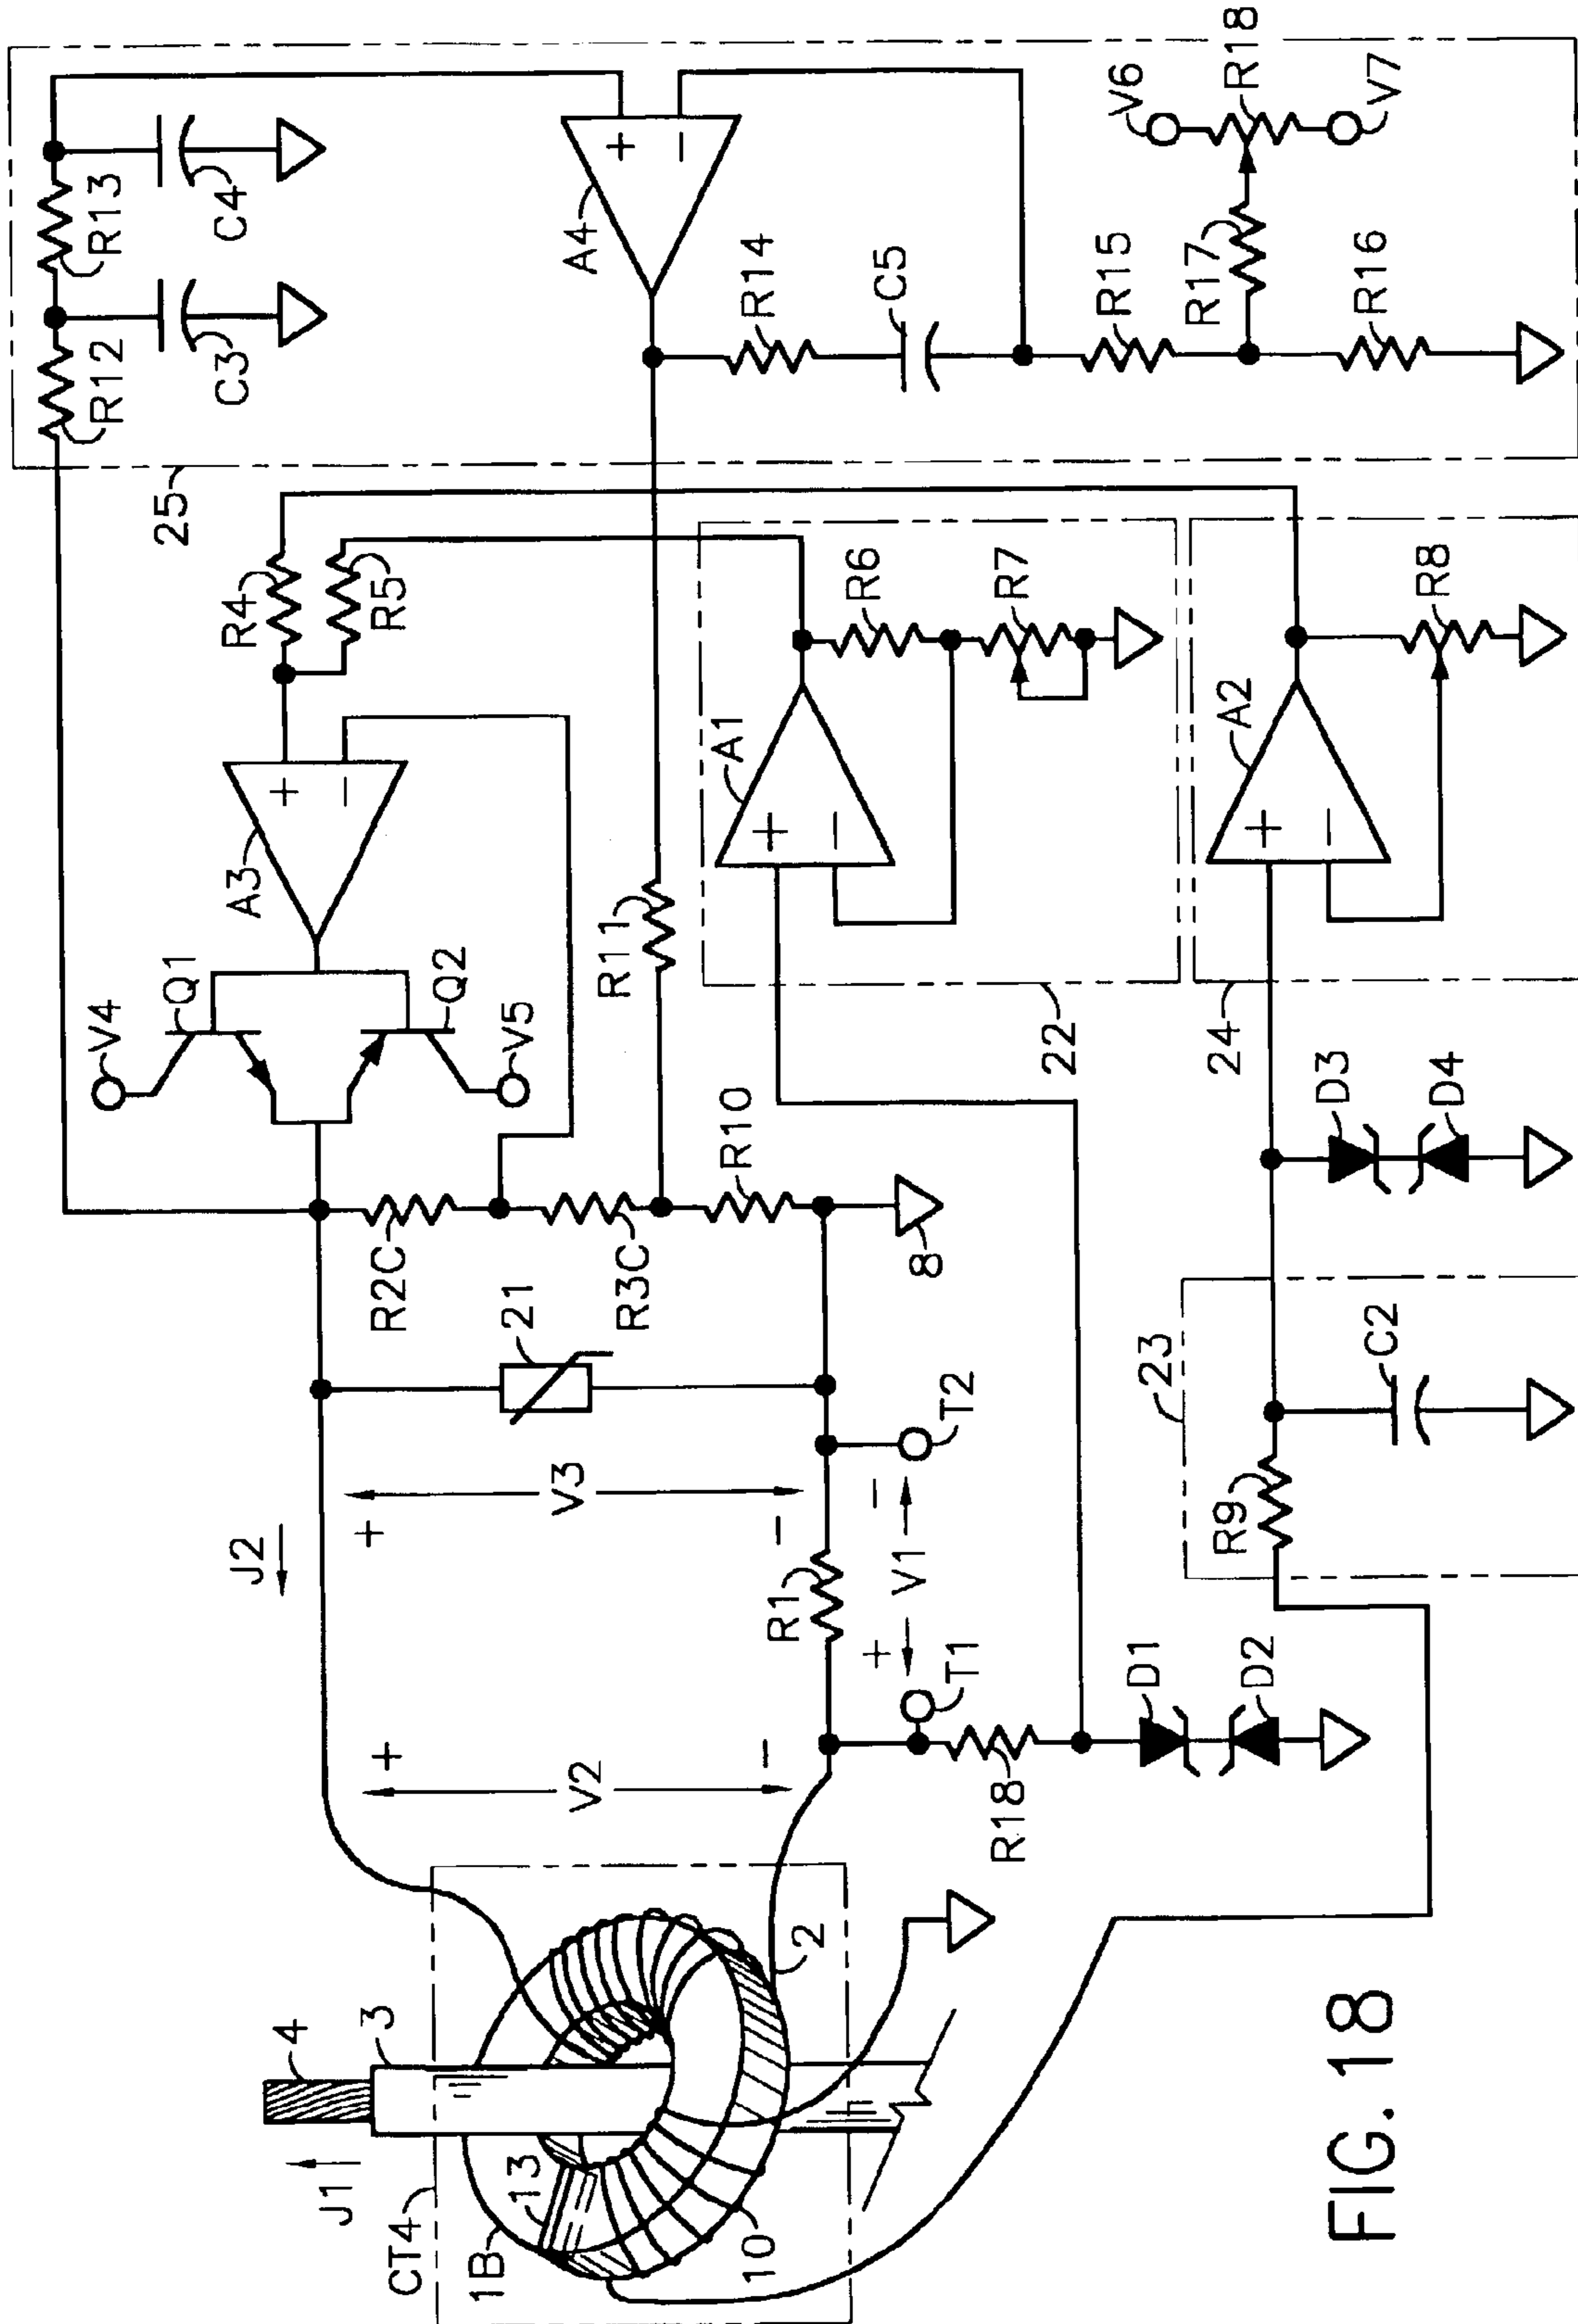 J1
4
3
CT4
1B
13
10
2
J2
V2
+
−
V3
+
−
R1
+
V1
−
T1
T2
R18
D1
D2
21
R2C
R3C
R10
8
V4
Q1
Q2
V5
A3
+
−
R4
R5
R11
22
A1
+
−
R6
R7
23
R9
C2
D3
D4
24
A2
+
−
R8
25
R12
R13
C3
C4
A4
+
−
R14
C5
R15
R17
R16
V6
R18
V7
FIG. 18